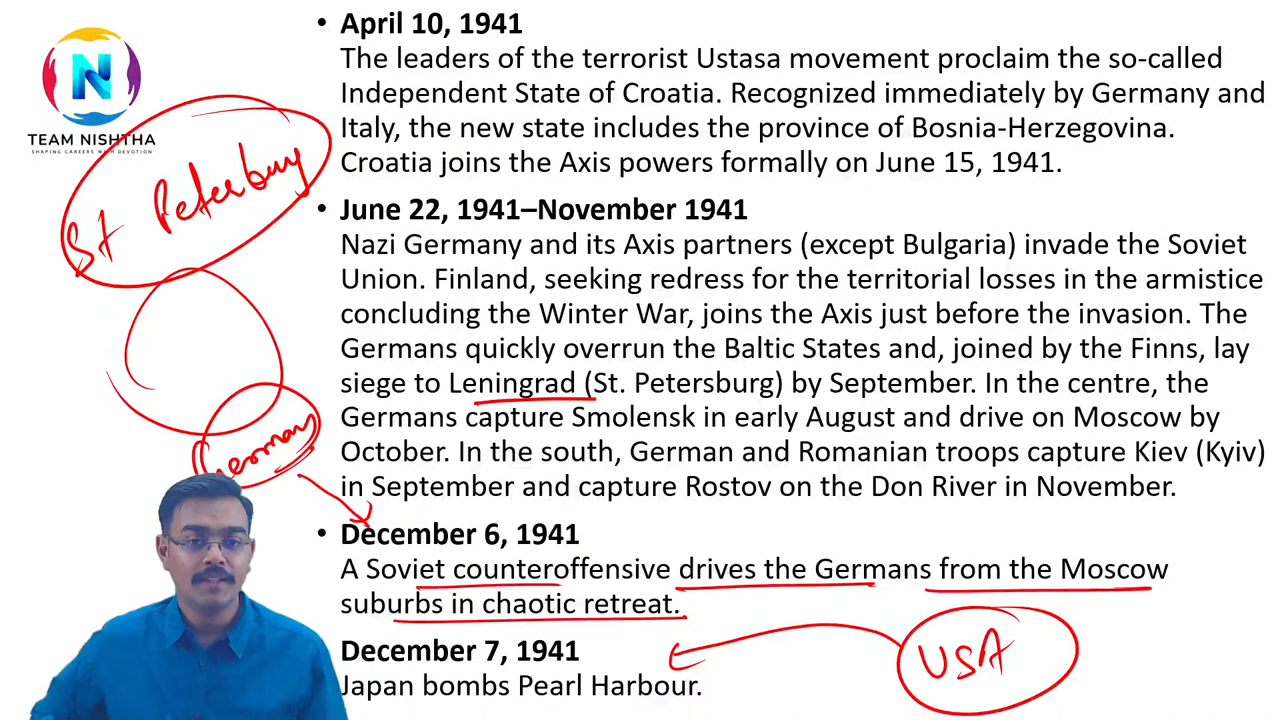 • April 10, 1941
The leaders of the terrorist Ustasa movement proclaim the so-called
Independent State of Croatia. Recognized immediately by Germany and
Italy, the new state includes the province of Bosnia-Herzegovina.
Croatia joins the Axis powers formally on June 15, 1941.
N
TEAM NISHTHA
SHAPING CAREERS WITH DEVOTION
St Peterburg
• June 22, 1941–November 1941
Nazi Germany and its Axis partners (except Bulgaria) invade the Soviet
Union. Finland, seeking redress for the territorial losses in the armistice
concluding the Winter War, joins the Axis just before the invasion. The
Germans quickly overrun the Baltic States and, joined by the Finns, lay
siege to Leningrad (St. Petersburg) by September. In the centre, the
Germans capture Smolensk in early August and drive on Moscow by
October. In the south, German and Romanian troops capture Kiev (Kyiv)
in September and capture Rostov on the Don River in November.
Germany
• December 6, 1941
A Soviet counteroffensive drives the Germans from the Moscow
suburbs in chaotic retreat.
December 7, 1941
Japan bombs Pearl Harbour.
USA